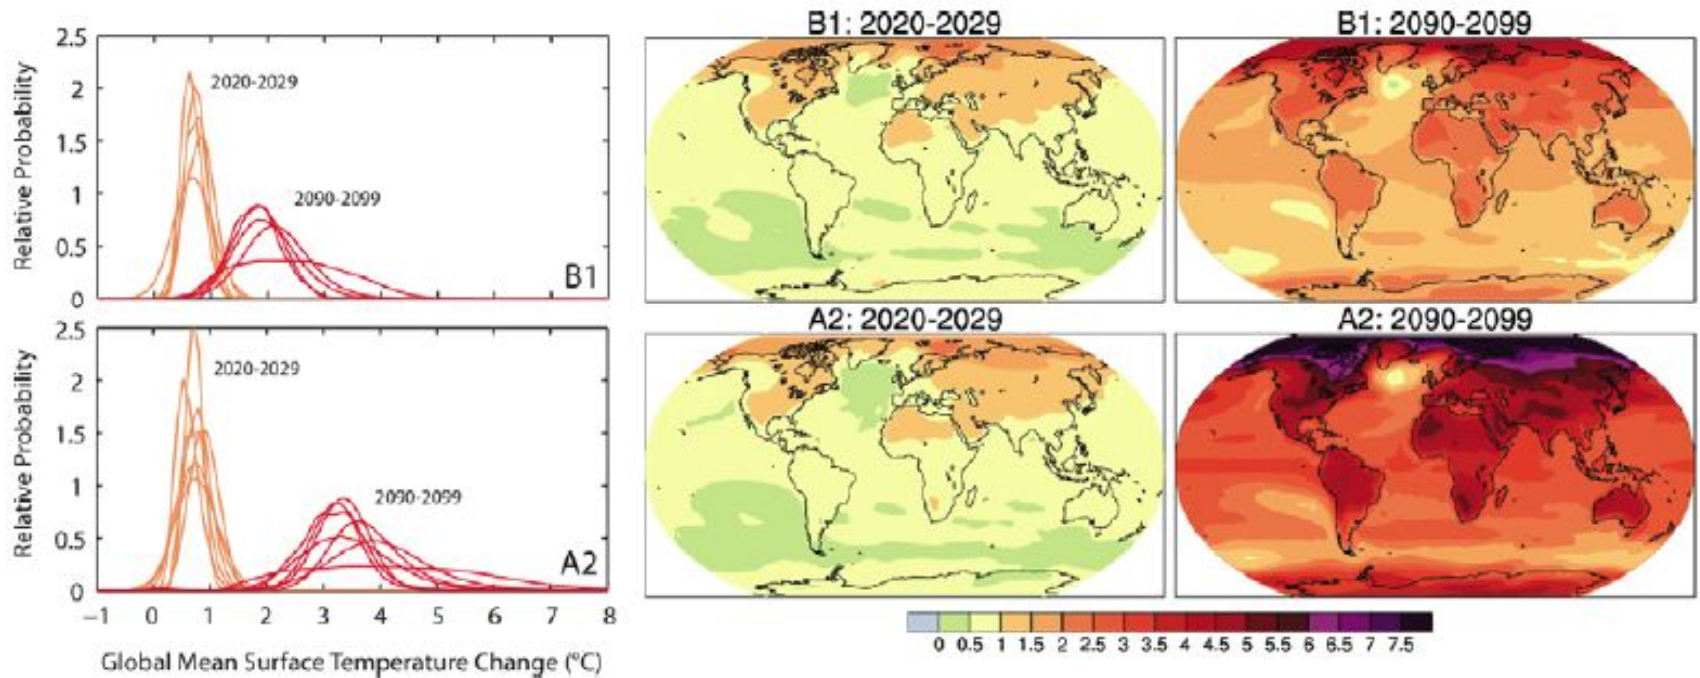 2.5
2
1.5
1
0.5
0
Relative Probability
2020-2029
2090-2099
B1
2.5
2
1.5
1
0.5
0
Relative Probability
2020-2029
2090-2099
A2
−1 0 1 2 3 4 5 6 7 8
Global Mean Surface Temperature Change (°C)
B1: 2020-2029
B1: 2090-2099
A2: 2020-2029
A2: 2090-2099
0 0.5 1 1.5 2 2.5 3 3.5 4 4.5 5 5.5 6 6.5 7 7.5